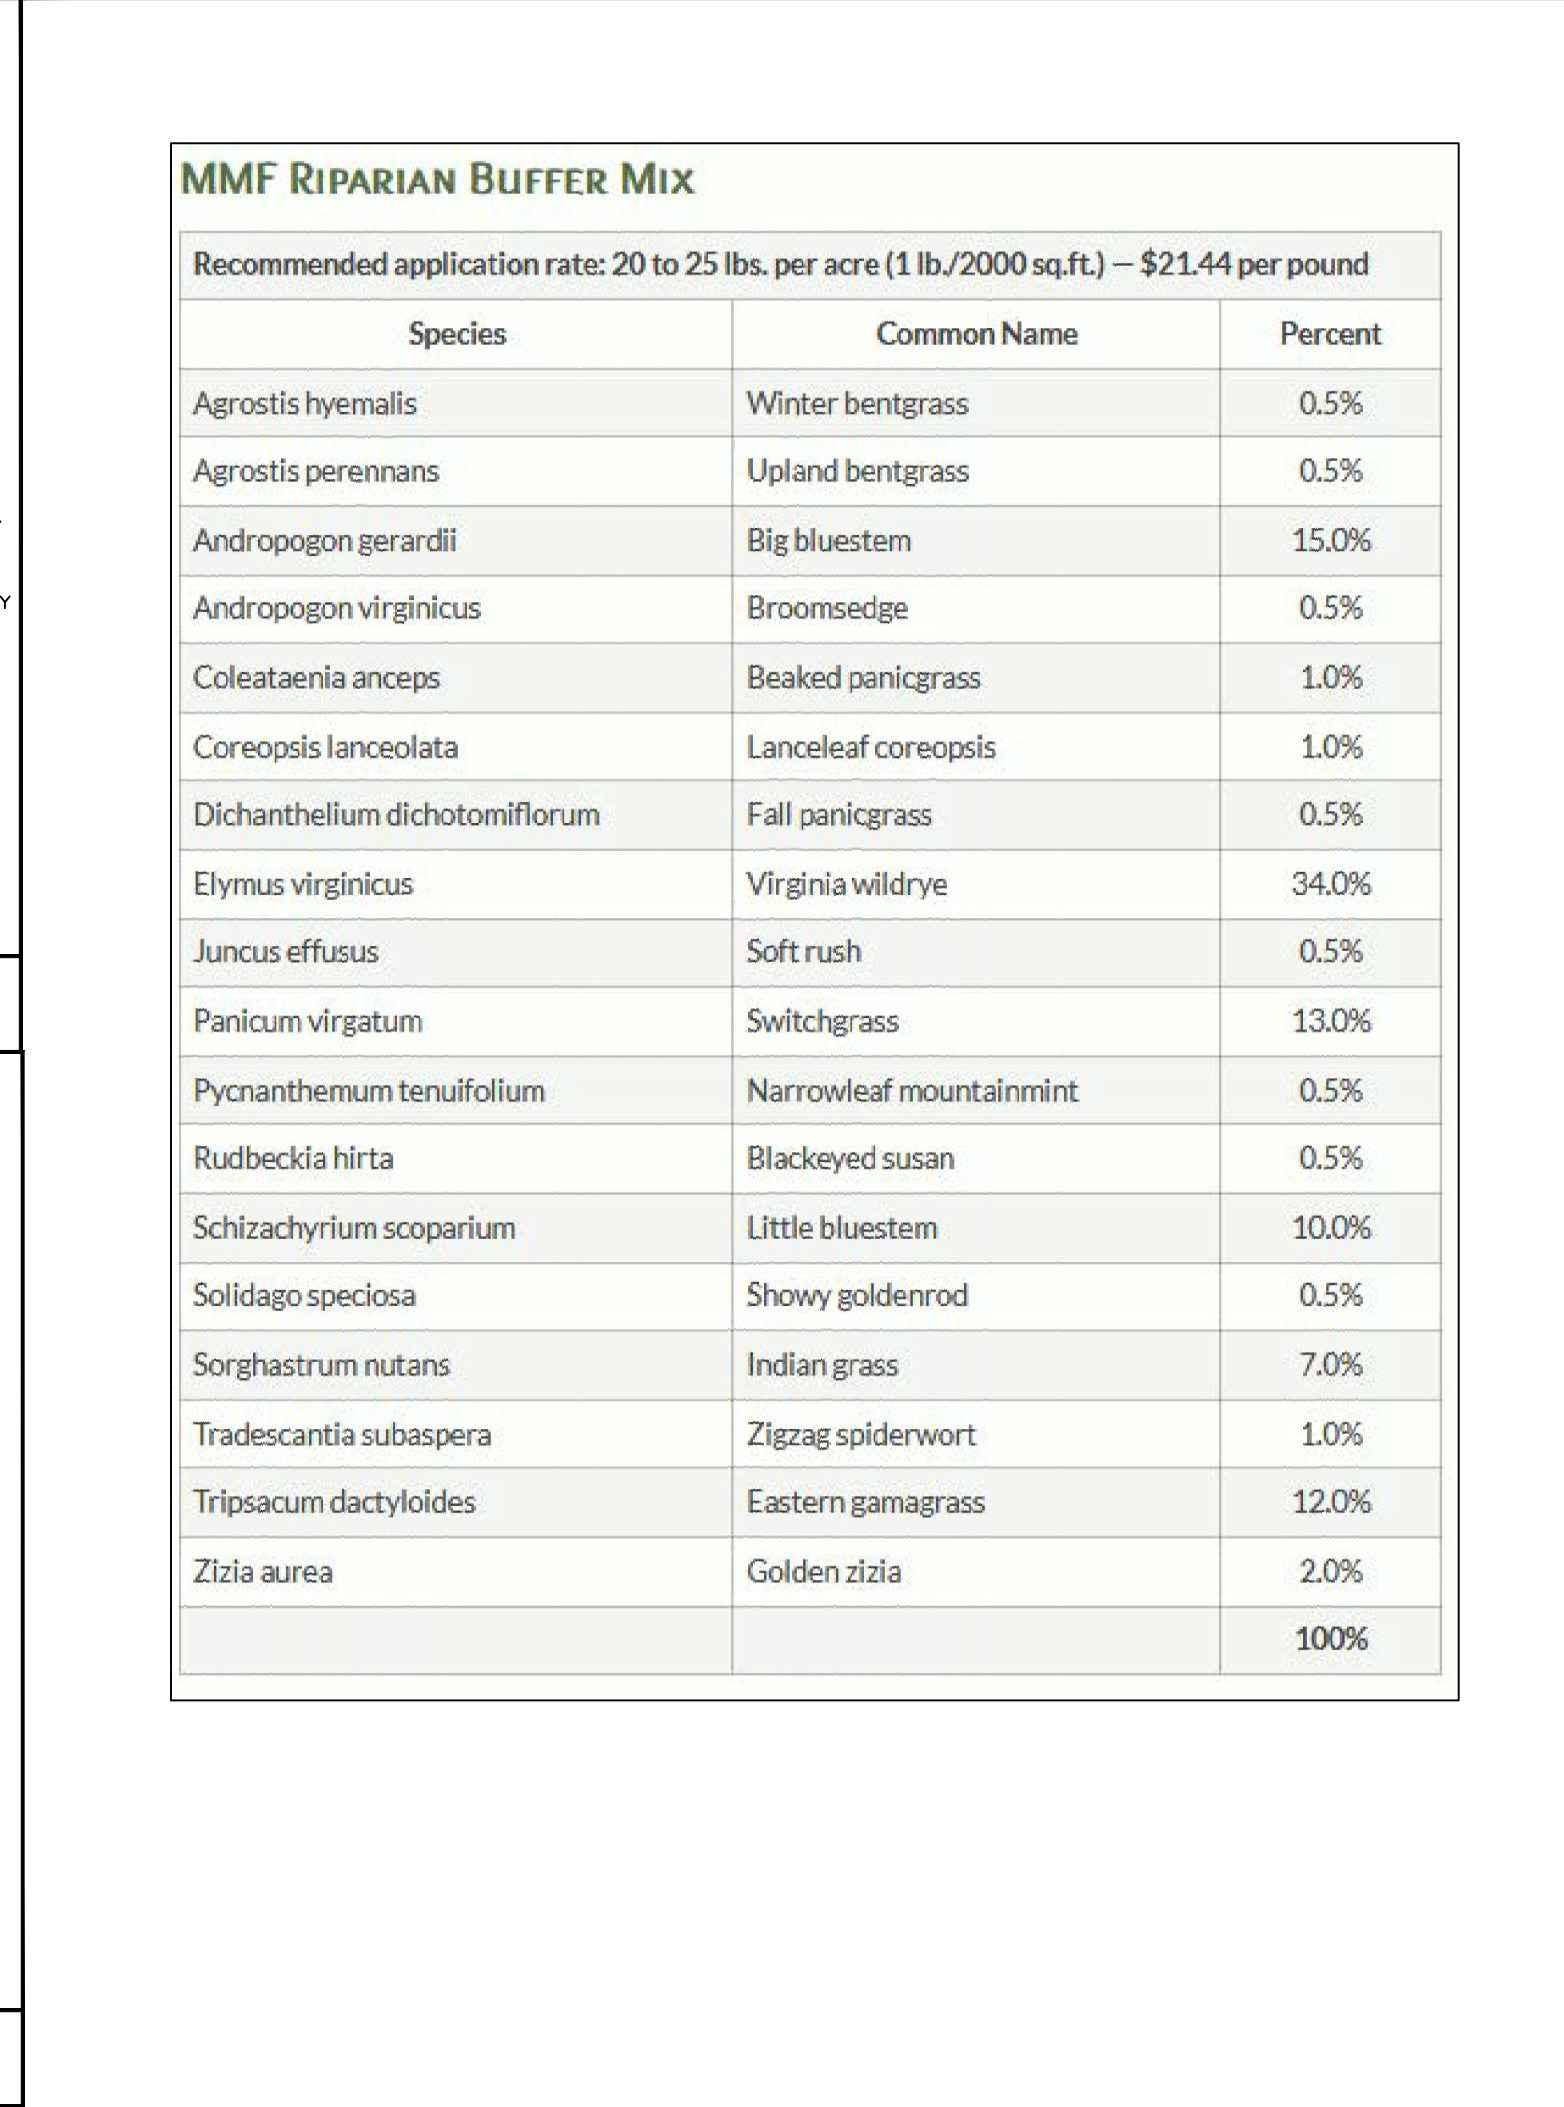 MMF RIPARIAN BUFFER MIX
Recommended application rate: 20 to 25 lbs. per acre (1 lb./2000 sq.ft.) — $21.44 per pound
Species Common Name Percent
Agrostis hyemalis Winter bentgrass 0.5%
Agrostis perennans Upland bentgrass 0.5%
Andropogon gerardii Big bluestem 15.0%
Andropogon virginicus Broomsedge 0.5%
Coleataenia anceps Beaked panicgrass 1.0%
Coreopsis lanceolata Lanceleaf coreopsis 1.0%
Dichanthelium dichotomiflorum Fall panicgrass 0.5%
Elymus virginicus Virginia wildrye 34.0%
Juncus effusus Soft rush 0.5%
Panicum virgatum Switchgrass 13.0%
Pycnanthemum tenuifolium Narrowleaf mountainmint 0.5%
Rudbeckia hirta Blackeyed susan 0.5%
Schizachyrium scoparium Little bluestem 10.0%
Solidago speciosa Showy goldenrod 0.5%
Sorghastrum nutans Indian grass 7.0%
Tradescantia subaspera Zigzag spiderwort 1.0%
Tripsacum dactyloides Eastern gamagrass 12.0%
Zizia aurea Golden zizia 2.0%
100%
Y